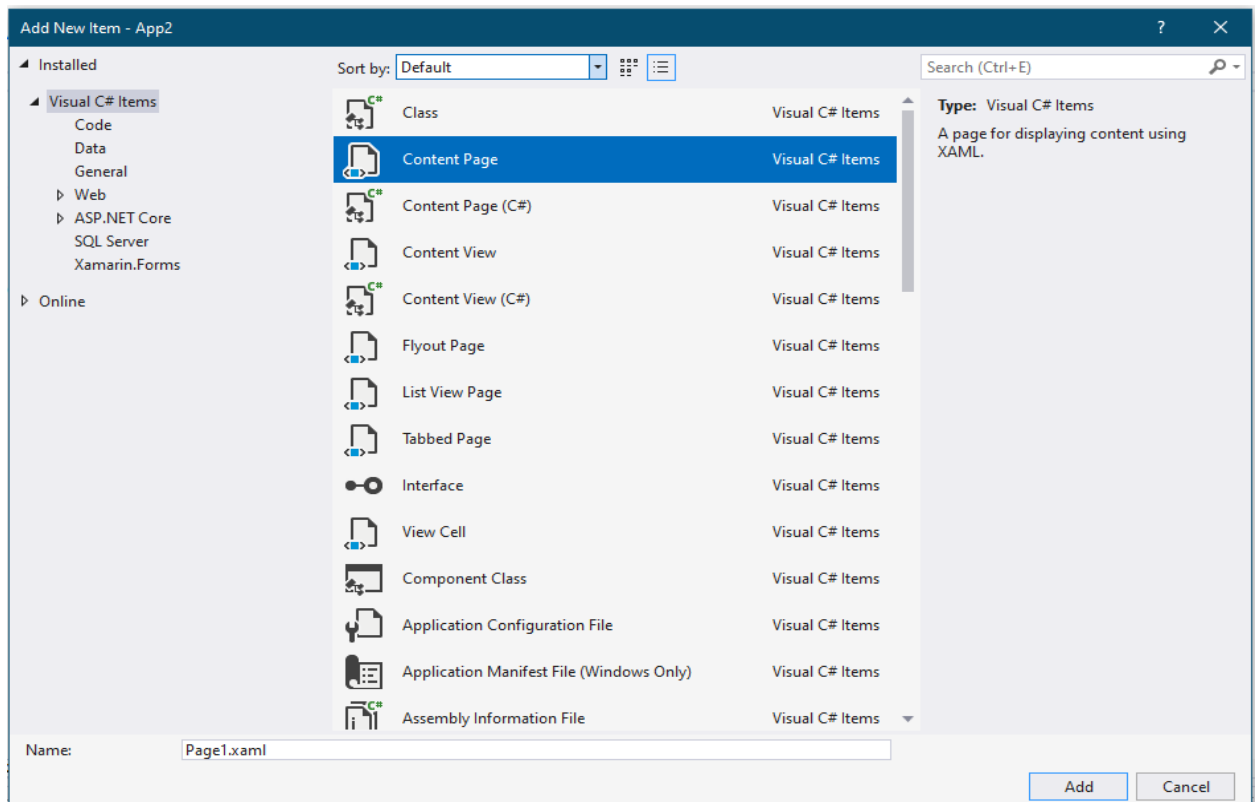 Add New Item - App2
?
Installed
Visual C# Items
Code
Data
General
Web
ASP.NET Core
SQL Server
Xamarin.Forms
Online
Sort by: Default
C# Class Visual C# Items
Content Page Visual C# Items
C# Content Page (C#) Visual C# Items
Content View Visual C# Items
C# Content View (C#) Visual C# Items
Flyout Page Visual C# Items
List View Page Visual C# Items
Tabbed Page Visual C# Items
Interface Visual C# Items
View Cell Visual C# Items
Component Class Visual C# Items
Application Configuration File Visual C# Items
Application Manifest File (Windows Only) Visual C# Items
C# Assembly Information File Visual C# Items
Search (Ctrl+E)
Type: Visual C# Items
A page for displaying content using
XAML.
Name: Page1.xaml
Add Cancel